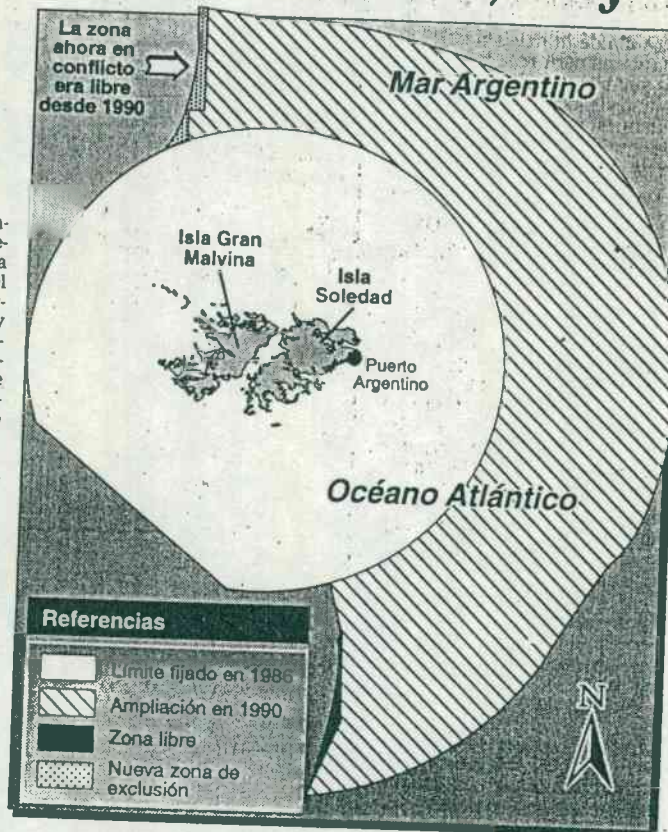 La zona
ahora en
conflicto
era libre
desde 1990
Mar Argentino
Isla Gran
Malvina
Isla
Soledad
Puerto
Argentino
Océano Atlántico
Referencias
Límite fijado en 1986
Ampliación en 1990
Zona libre
Nueva zona de
exclusión
N